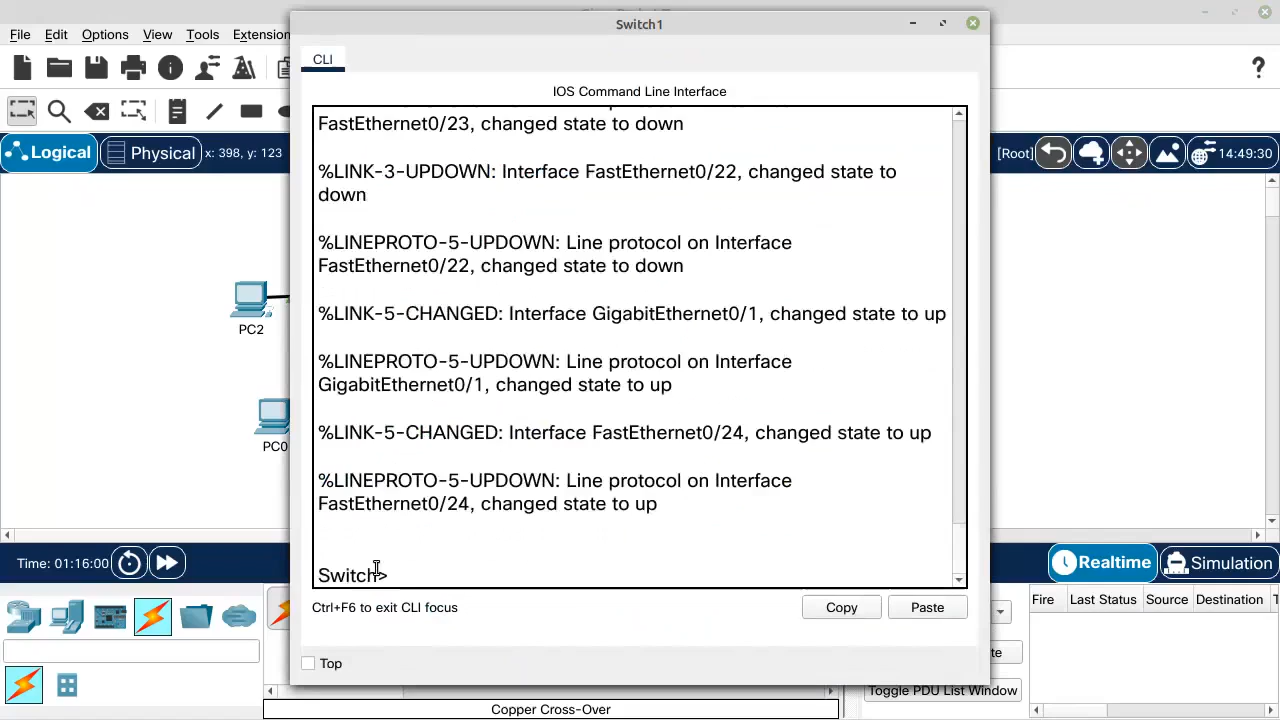 Switch1
File Edit Options View Tools Extension
CLI
IOS Command Line Interface
Logical
Physical
x: 398, y: 123
[Root]
14:49:30
FastEthernet0/23, changed state to down
%LINK-3-UPDOWN: Interface FastEthernet0/22, changed state to
down
%LINEPROTO-5-UPDOWN: Line protocol on Interface
FastEthernet0/22, changed state to down
%LINK-5-CHANGED: Interface GigabitEthernet0/1, changed state to up
%LINEPROTO-5-UPDOWN: Line protocol on Interface
GigabitEthernet0/1, changed state to up
%LINK-5-CHANGED: Interface FastEthernet0/24, changed state to up
%LINEPROTO-5-UPDOWN: Line protocol on Interface
FastEthernet0/24, changed state to up
Switch>
PC2
PC0
Ctrl+F6 to exit CLI focus
Copy
Paste
Top
Time: 01:16:00
Realtime
Simulation
Fire Last Status Source Destination
Toggle PDU List Window
Copper Cross-Over